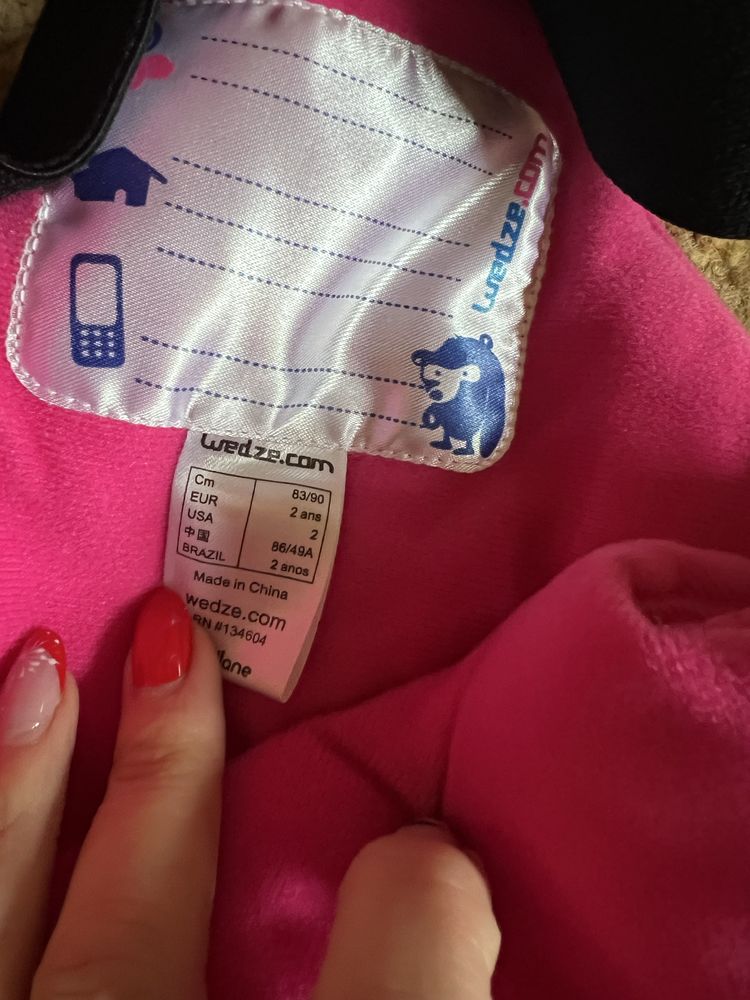 wedze.com
wedze.com
Cm 83/90
EUR 2 ans
USA 2
中国 86/49A
BRAZIL 2 anos
Made in China
wedze.com
RN #134604